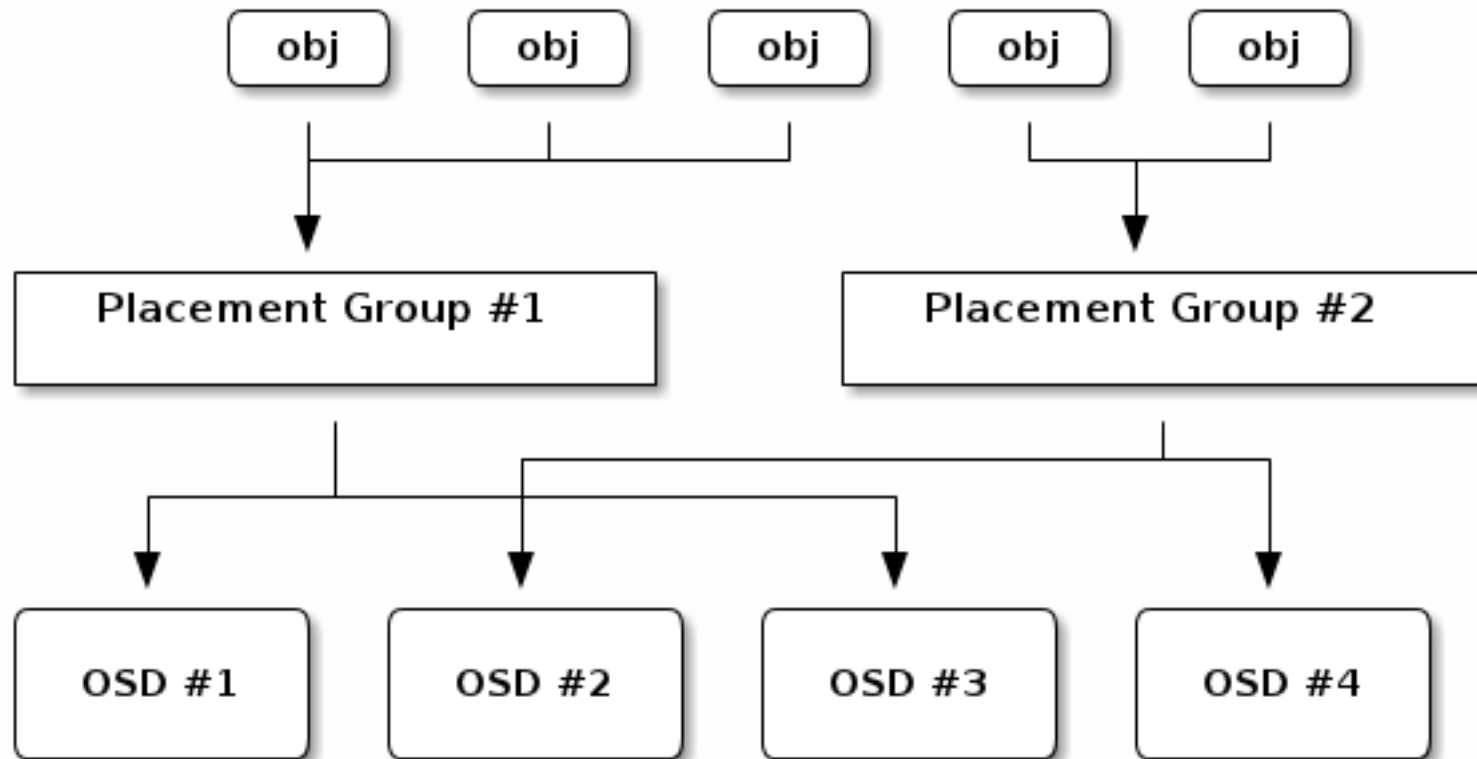 obj obj obj obj obj
Placement Group #1 Placement Group #2
OSD #1 OSD #2 OSD #3 OSD #4